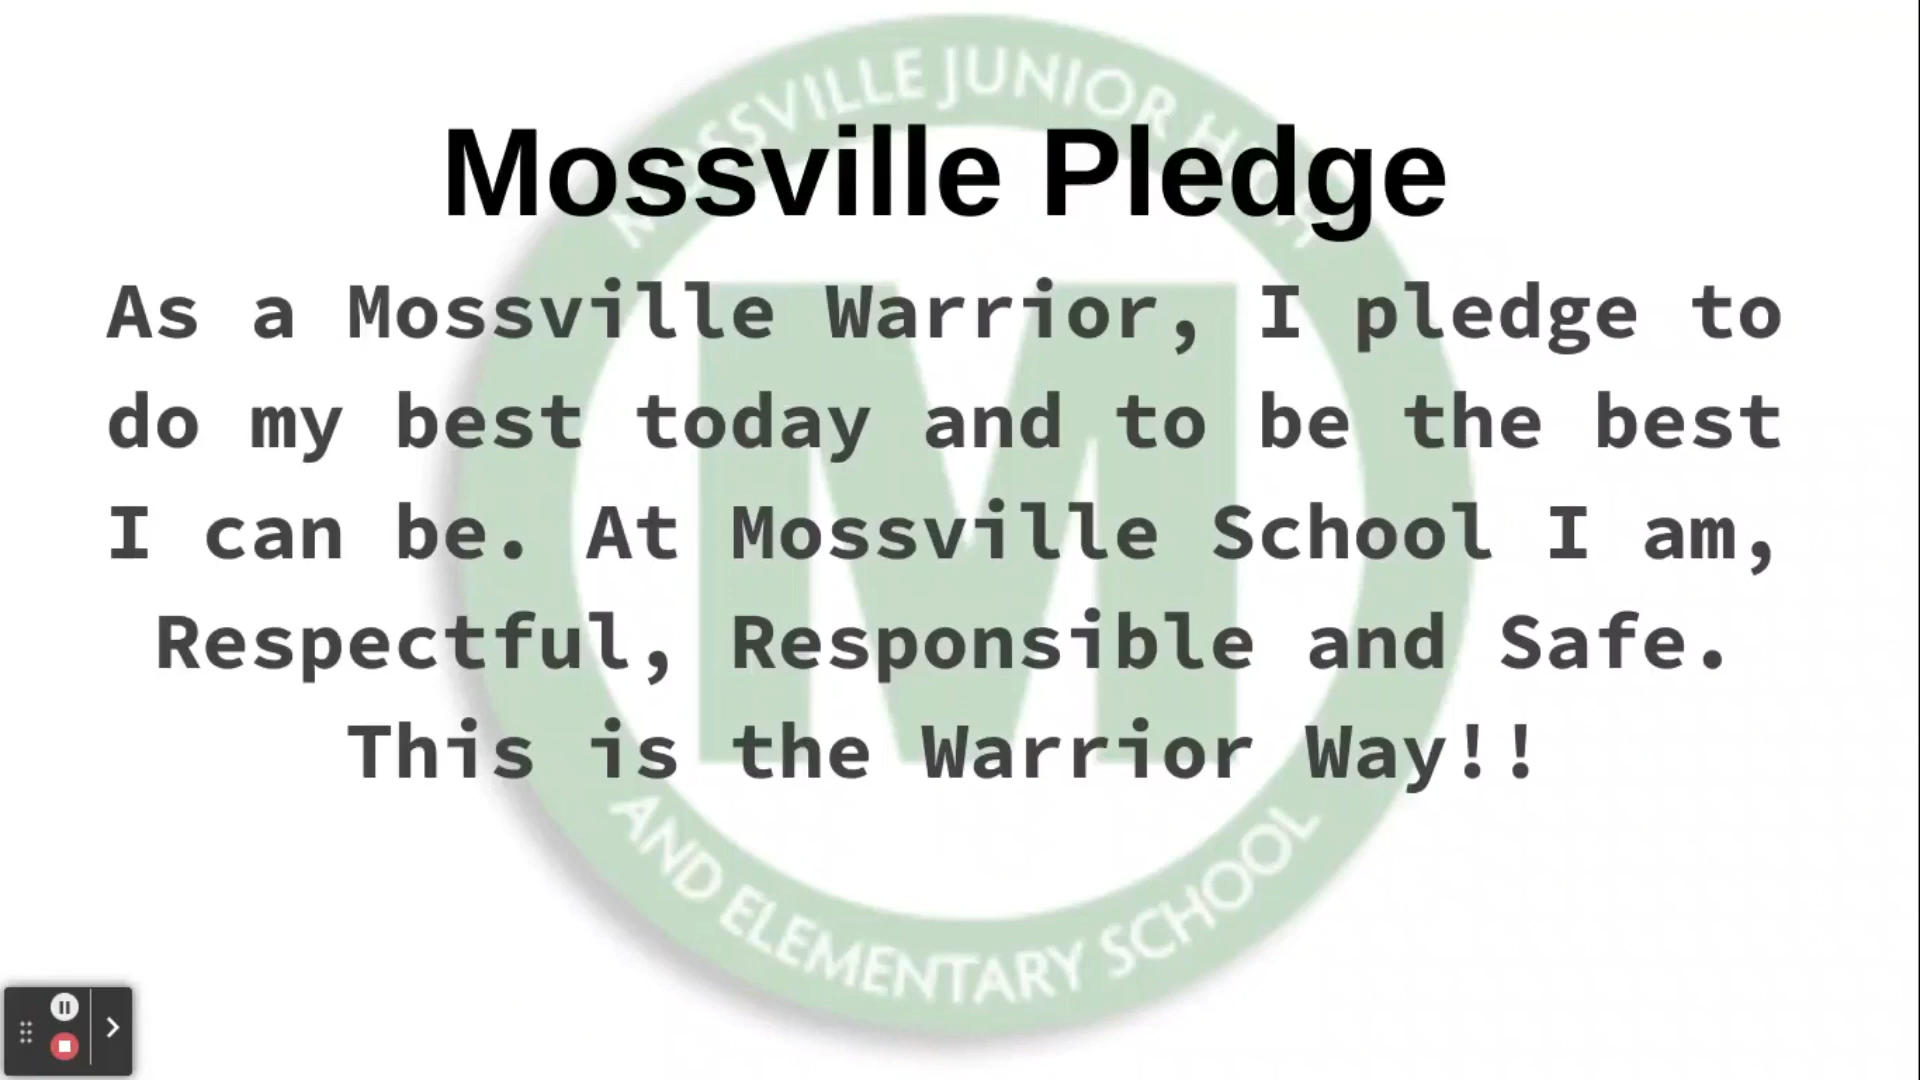 MOSSVILLE JUNIOR HIGH
Mossville Pledge
As a Mossville Warrior, I pledge to
do my best today and to be the best
I can be. At Mossville School I am,
Respectful, Responsible and Safe.
This is the Warrior Way!!
M
AND ELEMENTARY SCHOOL